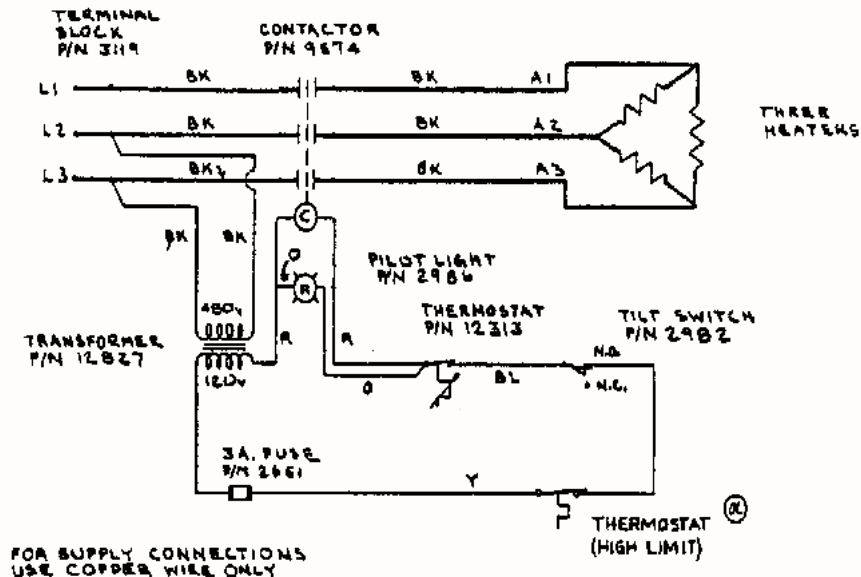 TERMINAL
BLOCK
P/N 3119
CONTACTOR
P/N 9874
L1
BK
BK
A1
L2
BK
BK
A2
THREE
HEATERS
L3
BK
BK
A3
C
BK
BK
O
R
PILOT LIGHT
P/N 2986
THERMOSTAT
P/N 12313
TILT SWITCH
P/N 2982
480V
TRANSFORMER
P/N 12827
120V
R
R
O
BL
N.O.
N.C.
3A. FUSE
Y
THERMOSTAT
(HIGH LIMIT)
FOR SUPPLY CONNECTIONS
USE COPPER WIRE ONLY